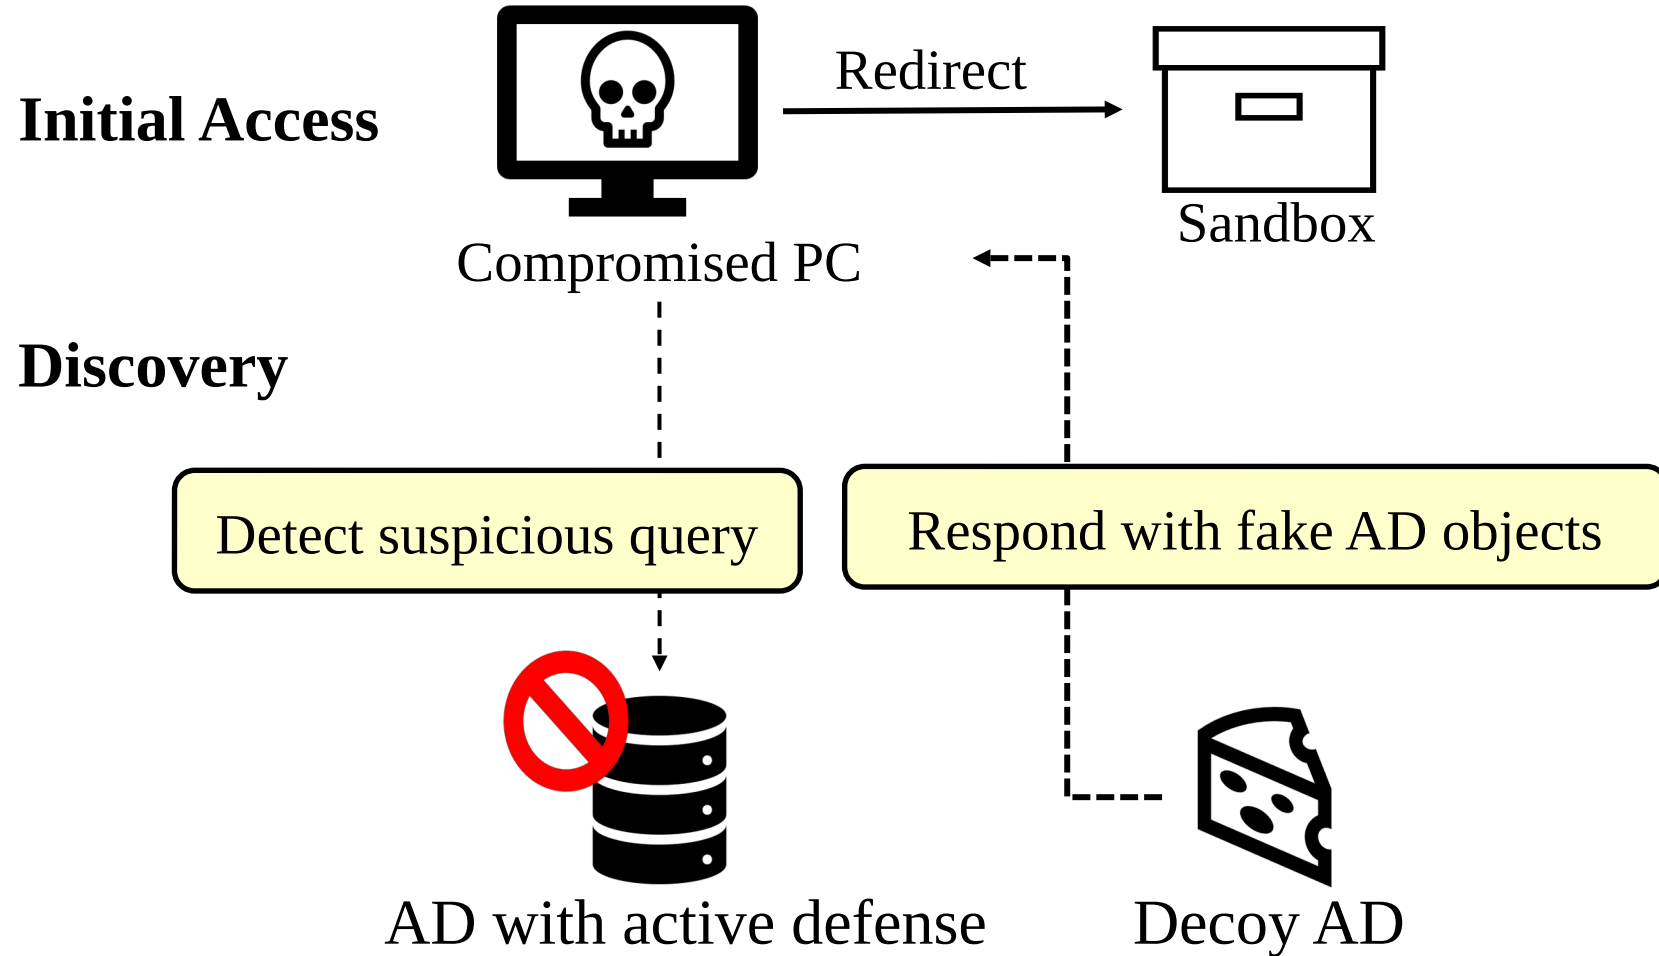 Redirect
Initial Access
Sandbox
Compromised PC
Discovery
Detect suspicious query
Respond with fake AD objects
AD with active defense
Decoy AD